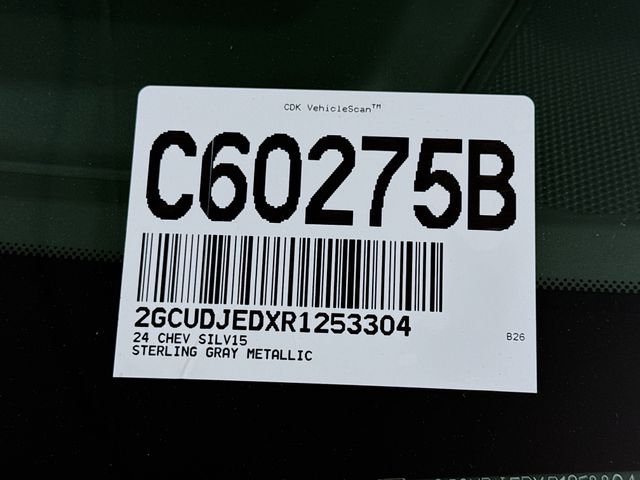 CDK VehicleScan™
C60275B
2GCUDJEDXR1253304
24 CHEV SILV15
STERLING GRAY METALLIC
B26